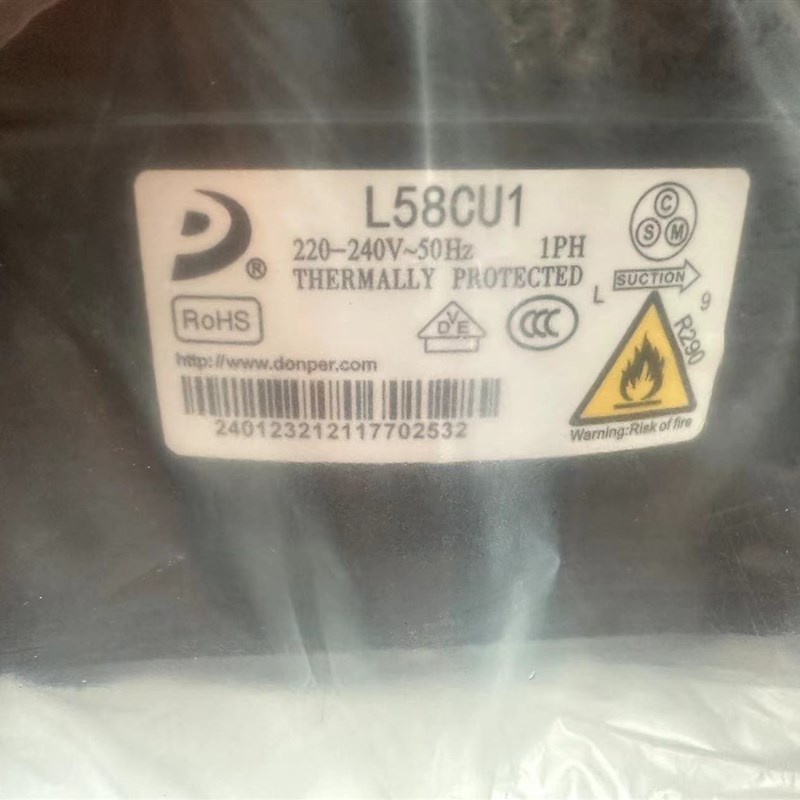 L58CU1
220-240V~50Hz 1PH
THERMALLY PROTECTED
®
C
S M
L
SUCTION
9
R290
RoHS
VDE
CCC
http://www.donper.com
240123212117702532
Warning:Risk of fire